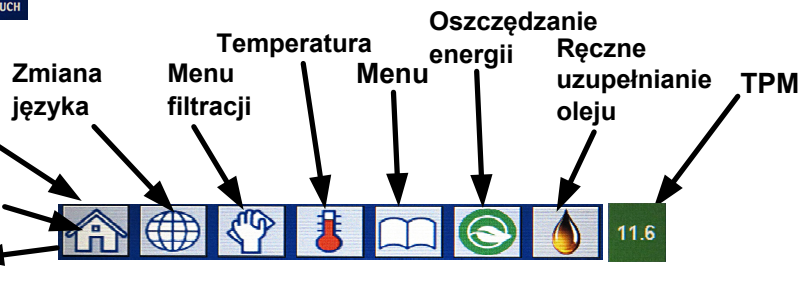 UCH
Zmiana
języka
Menu
filtracji
Temperatura
Menu
Oszczędzanie
energii
Ręczne
uzupełnianie
oleju
TPM
11.6